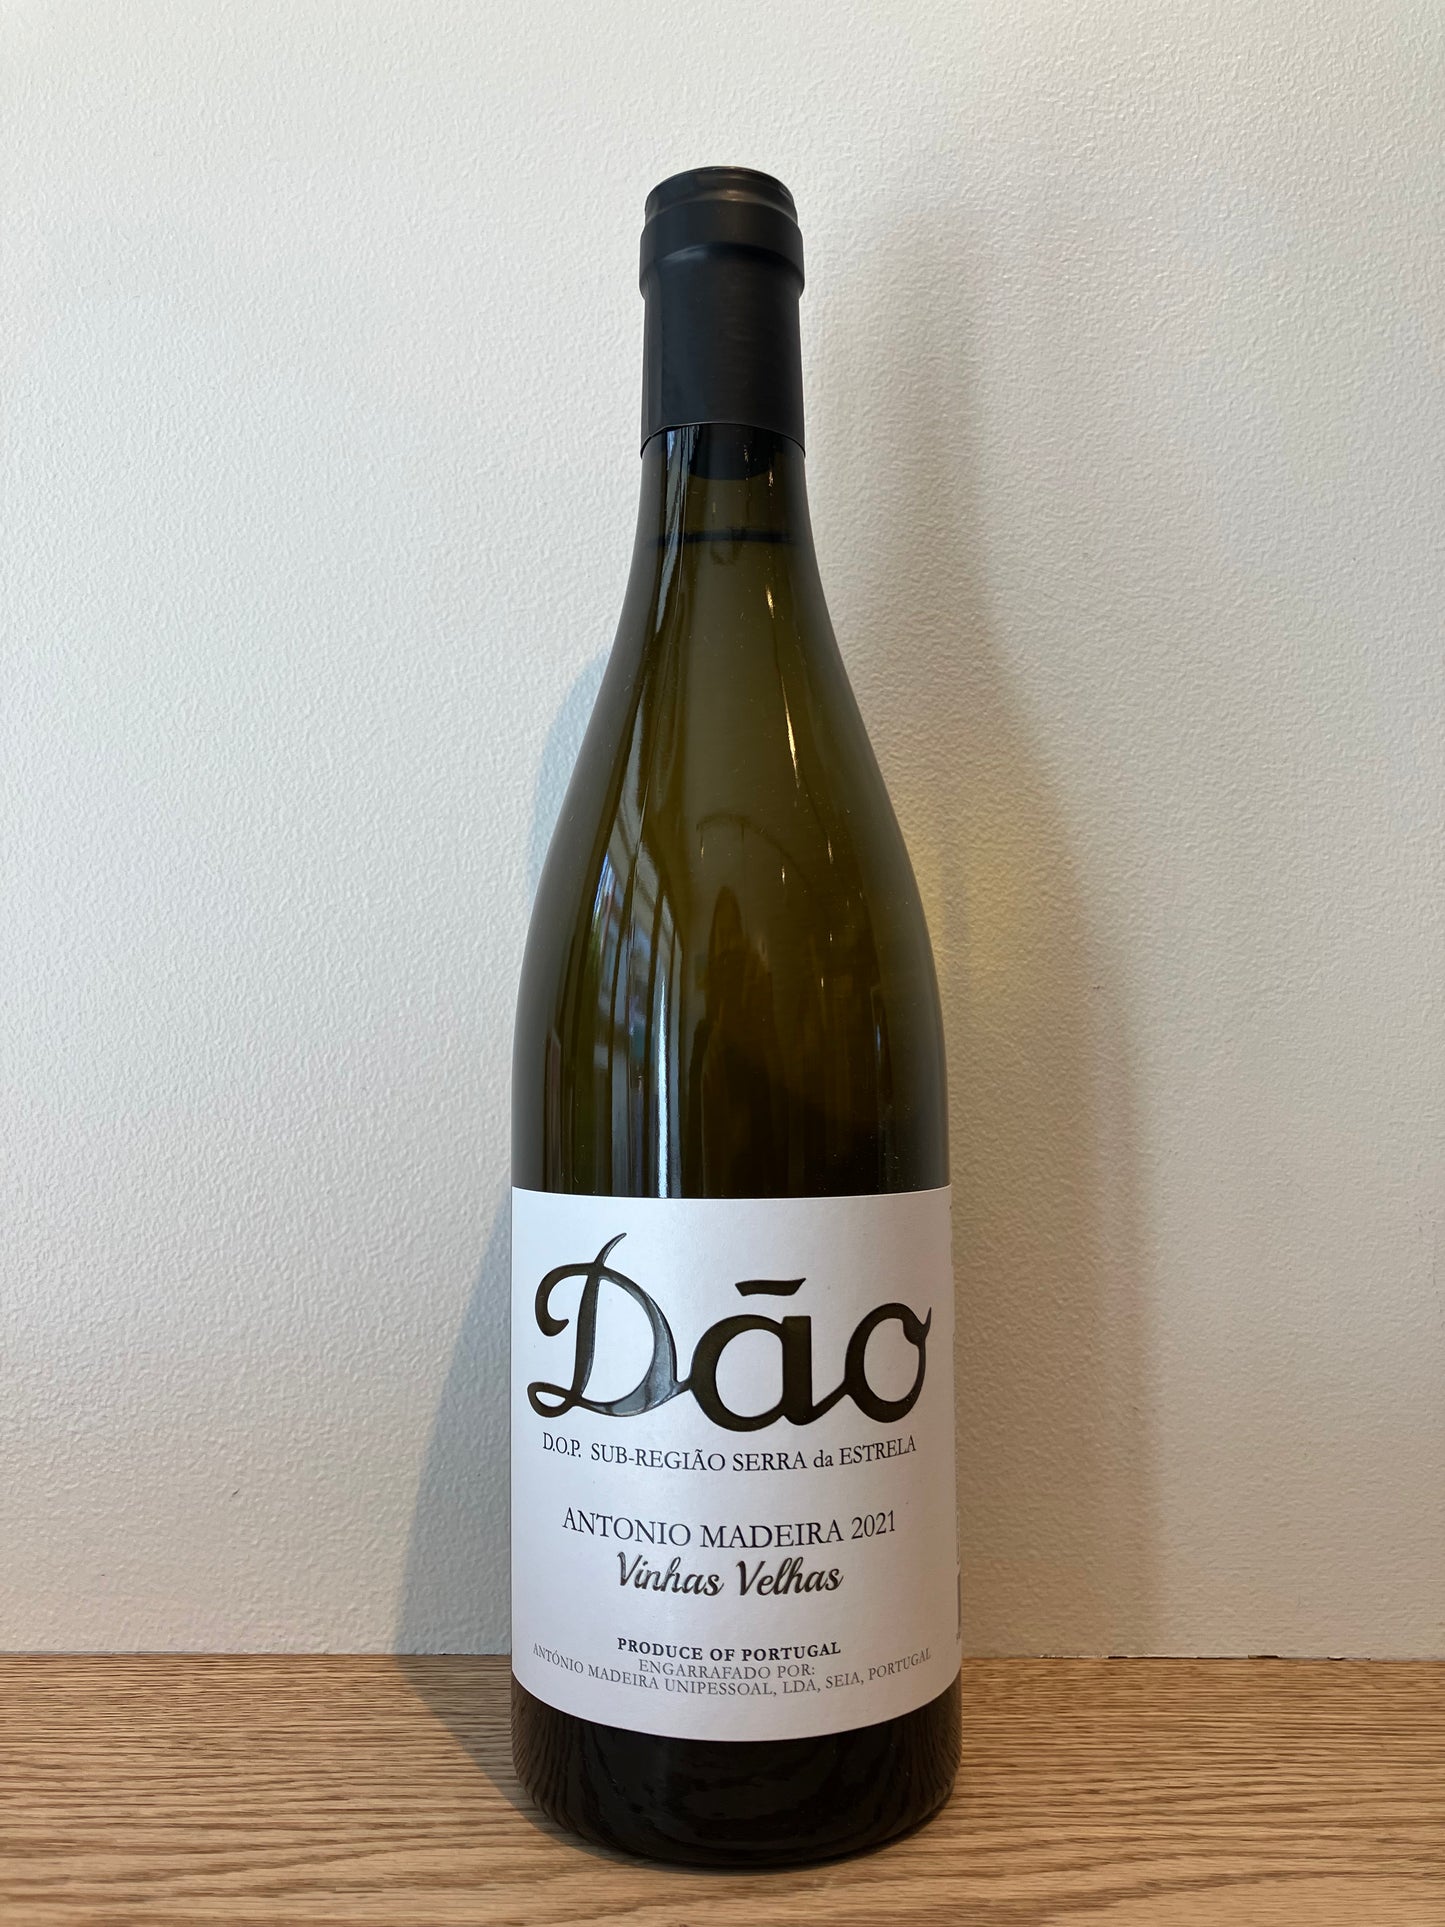 Dão
D.O.P. SUB-REGIÃO SERRA da ESTRELA
ANTONIO MADEIRA 2021
Vinhas Velhas
PRODUCE OF PORTUGAL
ENGARRAFADO POR:
ANTÓNIO MADEIRA UNIPESSOAL, LDA, SEIA, PORTUGAL